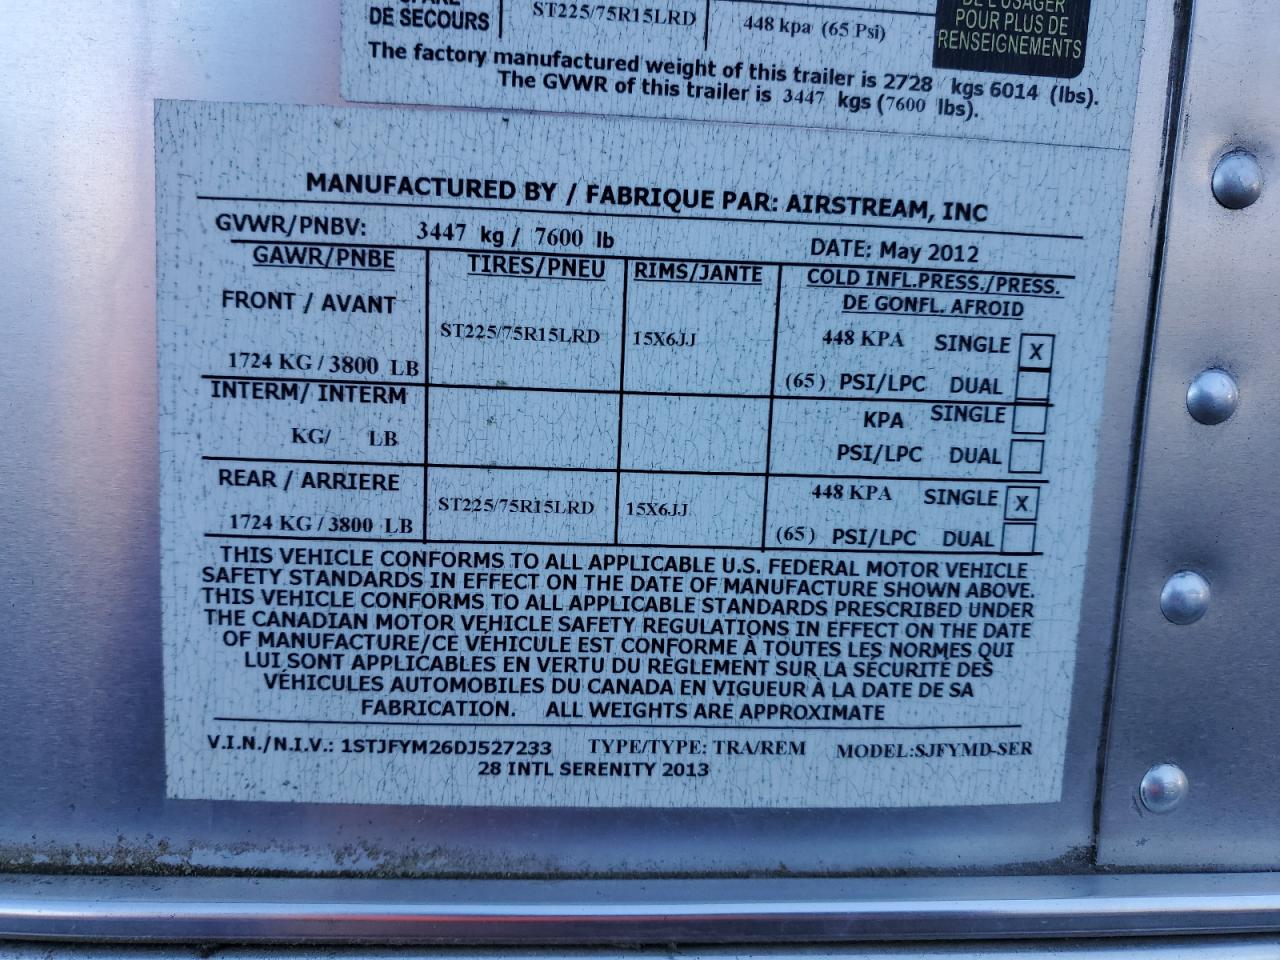 DE SECOURS
ST225/75R15LRD
448 kpa (65 Psi)
DE L'USAGER
POUR PLUS DE
RENSEIGNEMENTS
The factory manufactured weight of this trailer is 2728 kgs 6014 (lbs).
The GVWR of this trailer is 3447 kgs (7600 lbs).
MANUFACTURED BY / FABRIQUE PAR: AIRSTREAM, INC
GVWR/PNBV: 3447 kg / 7600 lb
DATE: May 2012
GAWR/PNBE TIRES/PNEU RIMS/JANTE COLD INFL.PRESS./PRESS.
DE GONFL. AFROID
FRONT / AVANT
ST225/75R15LRD 15X6JJ 448 KPA SINGLE X
1724 KG / 3800 LB
(65) PSI/LPC DUAL
INTERM/ INTERM
KPA SINGLE
KG/ LB
PSI/LPC DUAL
REAR / ARRIERE
ST225/75R15LRD 15X6JJ 448 KPA SINGLE X
1724 KG / 3800 LB
(65) PSI/LPC DUAL
THIS VEHICLE CONFORMS TO ALL APPLICABLE U.S. FEDERAL MOTOR VEHICLE
SAFETY STANDARDS IN EFFECT ON THE DATE OF MANUFACTURE SHOWN ABOVE.
THIS VEHICLE CONFORMS TO ALL APPLICABLE STANDARDS PRESCRIBED UNDER
THE CANADIAN MOTOR VEHICLE SAFETY REGULATIONS IN EFFECT ON THE DATE
OF MANUFACTURE/CE VÉHICULE EST CONFORME À TOUTES LES NORMES QUI
LUI SONT APPLICABLES EN VERTU DU RÈGLEMENT SUR LA SÉCURITÉ DES
VÉHICULES AUTOMOBILES DU CANADA EN VIGUEUR À LA DATE DE SA
FABRICATION. ALL WEIGHTS ARE APPROXIMATE
V.I.N./N.I.V.: 1STJFYM26DJ527233 TYPE/TYPE: TRA/REM MODEL:SJFYMD-SER
28 INTL SERENITY 2013